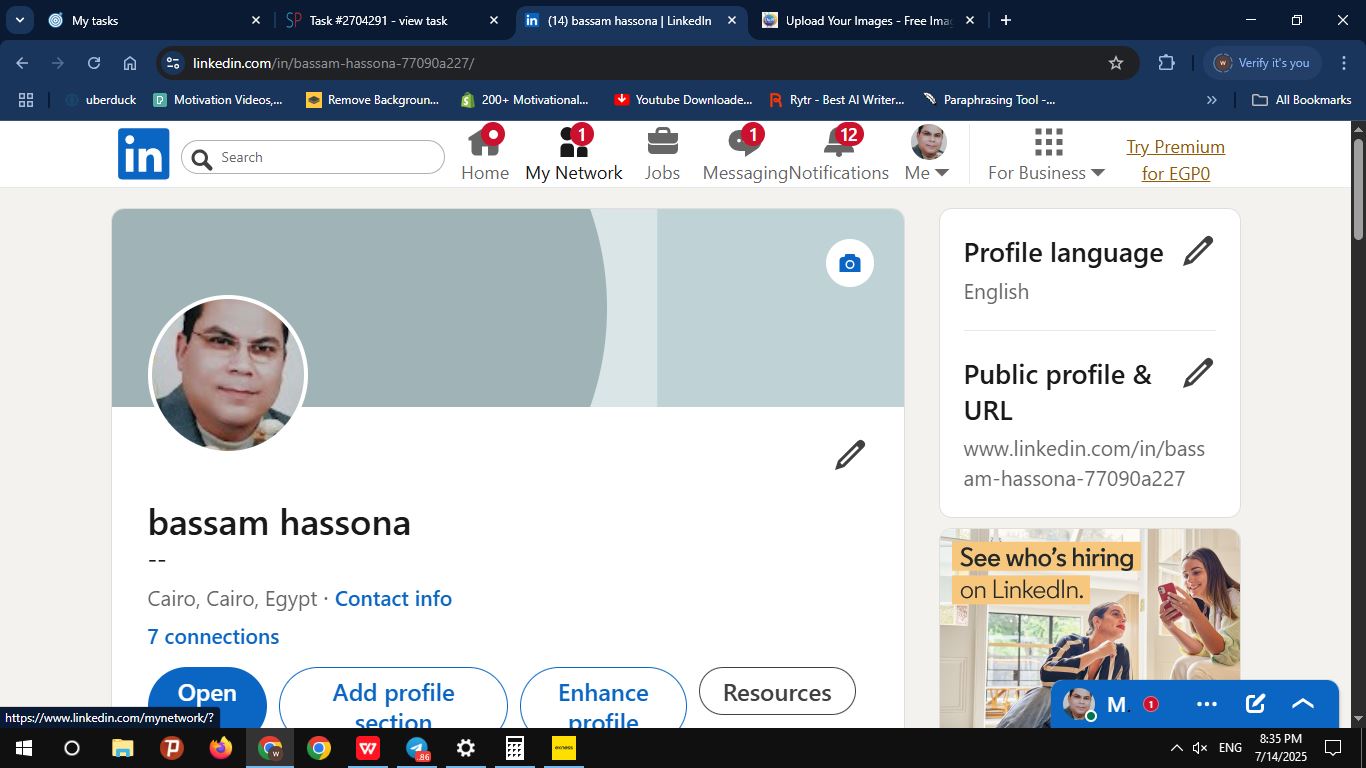 My tasks
SP Task #2704291 - view task
in (14) bassam hassona | LinkedIn
Upload Your Images - Free Imag
linkedin.com/in/bassam-hassona-77090a227/
w Verify it's you
uberduck
Motivation Videos,...
Remove Backgroun...
200+ Motivational...
Youtube Downloade...
Rytr - Best AI Writer...
Paraphrasing Tool -...
» All Bookmarks
in
Search
Home
1
My Network
Jobs
1
Messaging
12
Notifications
Me
For Business
Try Premium
for EGP0
Profile language
English
Public profile &
URL
www.linkedin.com/in/bass
am-hassona-77090a227
bassam hassona
--
Cairo, Cairo, Egypt · Contact info
7 connections
Open
Add profile
section
Enhance
profile
Resources
See who's hiring
on LinkedIn.
M. 1
https://www.linkedin.com/mynetwork/?
.86
exness
ENG
8:35 PM
7/14/2025